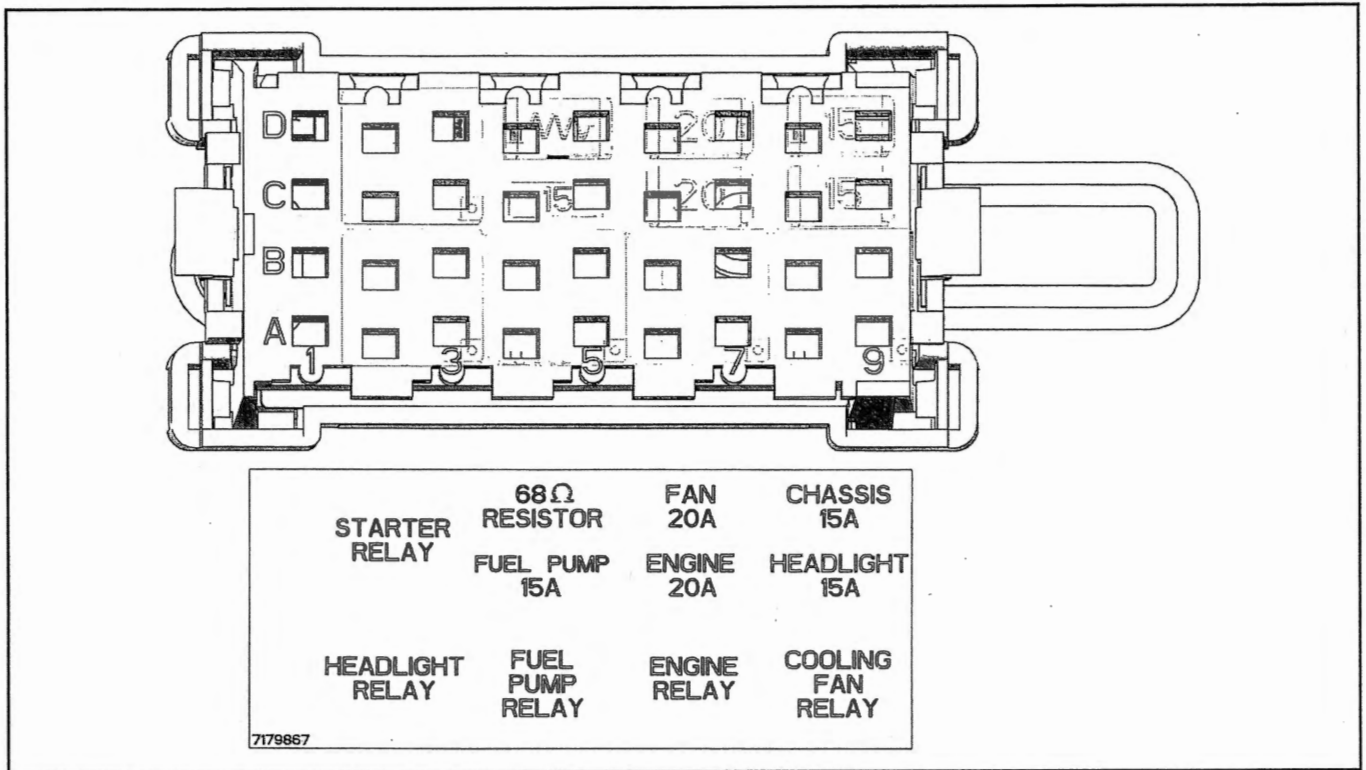 D
20
15
C
15
20
15
B
A
1 3 5 7 9
68Ω RESISTOR
FAN 20A
CHASSIS 15A
STARTER RELAY
FUEL PUMP 15A
ENGINE 20A
HEADLIGHT 15A
HEADLIGHT RELAY
FUEL PUMP RELAY
ENGINE RELAY
COOLING FAN RELAY
7179867